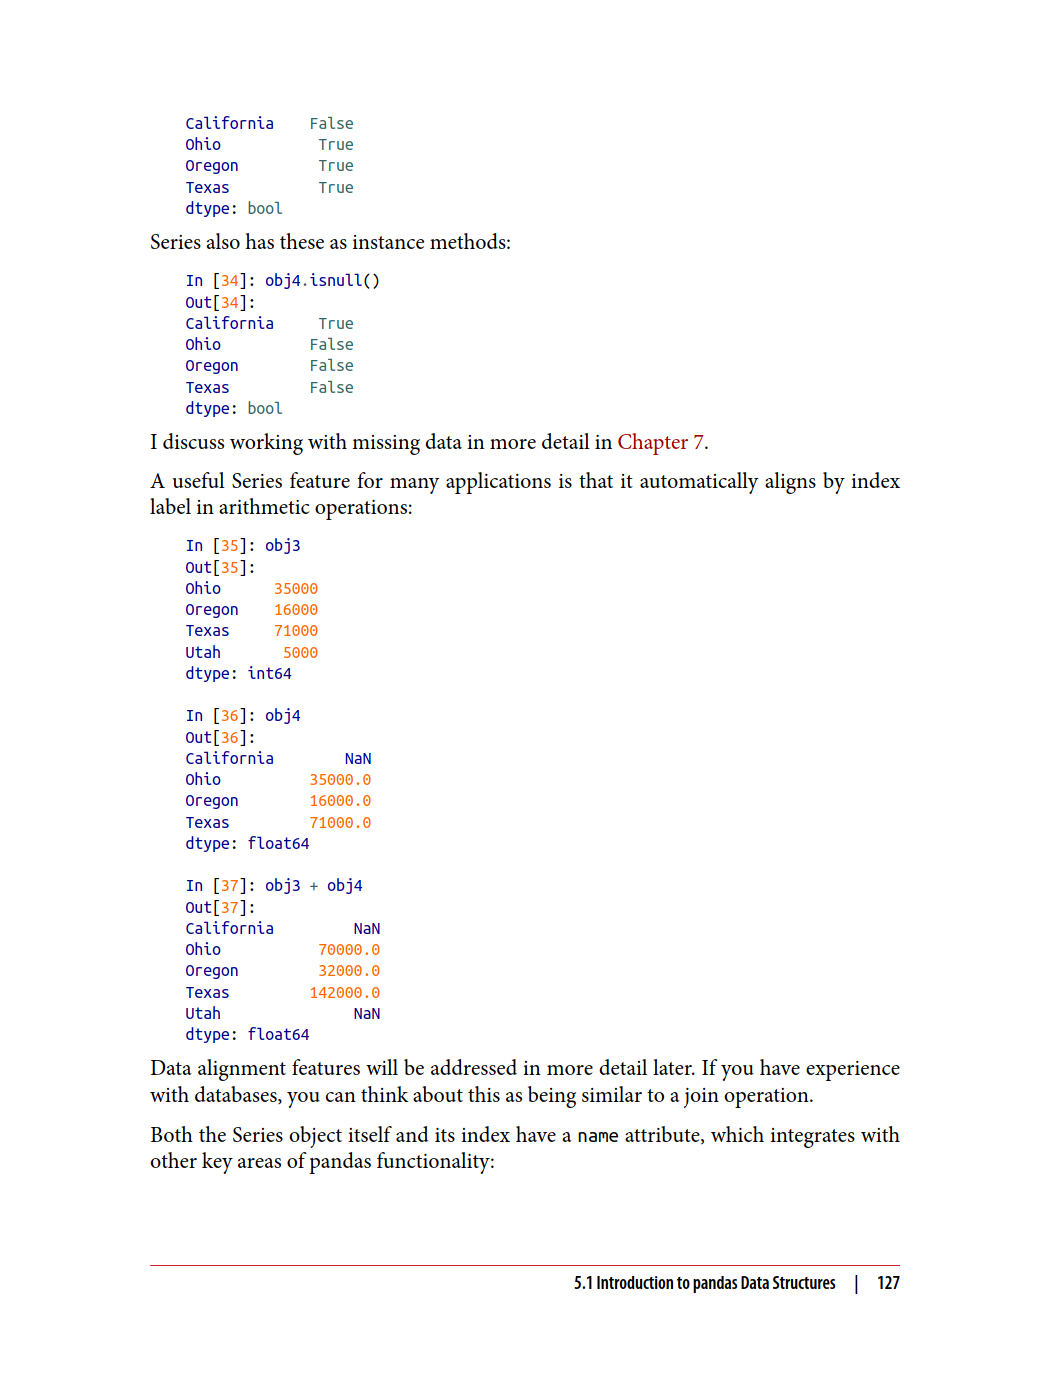 California    False
Ohio           True
Oregon         True
Texas          True
dtype: bool
Series also has these as instance methods:
In [34]: obj4.isnull()
Out[34]:
California     True
Ohio          False
Oregon        False
Texas         False
dtype: bool
I discuss working with missing data in more detail in Chapter 7.
A useful Series feature for many applications is that it automatically aligns by index
label in arithmetic operations:
In [35]: obj3
Out[35]:
Ohio      35000
Oregon    16000
Texas     71000
Utah       5000
dtype: int64
In [36]: obj4
Out[36]:
California        NaN
Ohio          35000.0
Oregon        16000.0
Texas         71000.0
dtype: float64
In [37]: obj3 + obj4
Out[37]:
California         NaN
Ohio           70000.0
Oregon         32000.0
Texas         142000.0
Utah               NaN
dtype: float64
Data alignment features will be addressed in more detail later. If you have experience
with databases, you can think about this as being similar to a join operation.
Both the Series object itself and its index have a name attribute, which integrates with
other key areas of pandas functionality:
5.1 Introduction to pandas Data Structures | 127